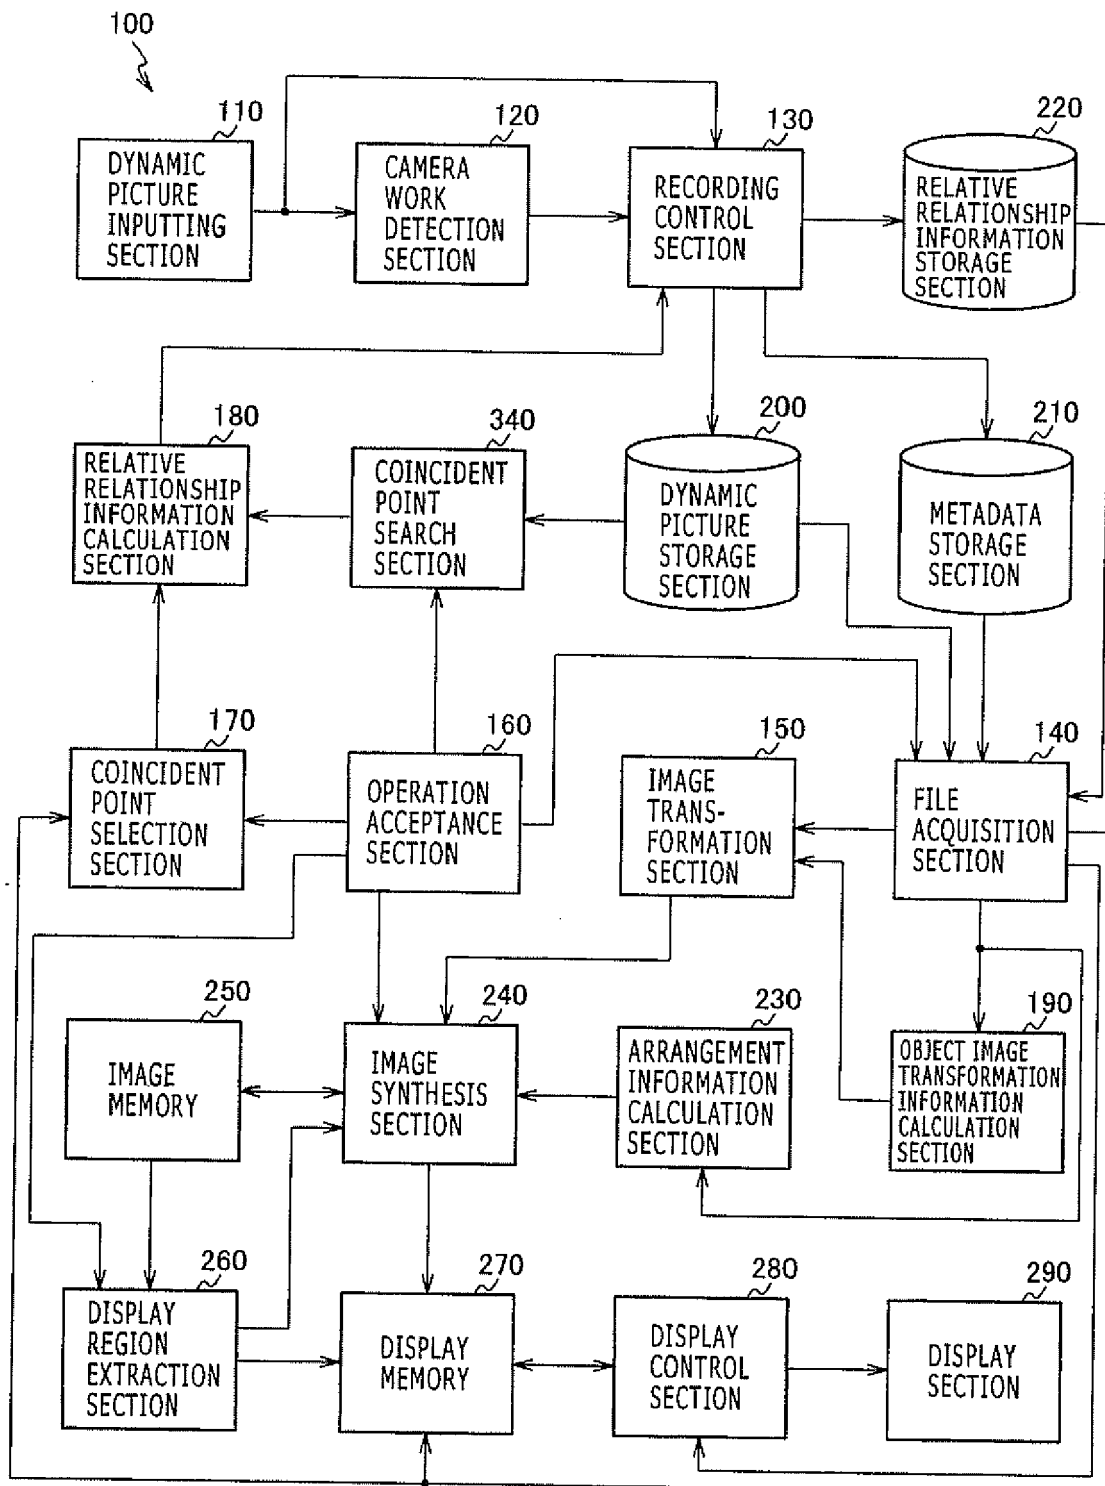 100
110
DYNAMIC
PICTURE
INPUTTING
SECTION
120
CAMERA
WORK
DETECTION
SECTION
130
RECORDING
CONTROL
SECTION
220
RELATIVE
RELATIONSHIP
INFORMATION
STORAGE
SECTION
180
RELATIVE
RELATIONSHIP
INFORMATION
CALCULATION
SECTION
340
COINCIDENT
POINT
SEARCH
SECTION
200
DYNAMIC
PICTURE
STORAGE
SECTION
210
METADATA
STORAGE
SECTION
170
COINCIDENT
POINT
SELECTION
SECTION
160
OPERATION
ACCEPTANCE
SECTION
150
IMAGE
TRANS-
FORMATION
SECTION
140
FILE
ACQUISITION
SECTION
250
IMAGE
MEMORY
240
IMAGE
SYNTHESIS
SECTION
230
ARRANGEMENT
INFORMATION
CALCULATION
SECTION
190
OBJECT IMAGE
TRANSFORMATION
INFORMATION
CALCULATION
SECTION
260
DISPLAY
REGION
EXTRACTION
SECTION
270
DISPLAY
MEMORY
280
DISPLAY
CONTROL
SECTION
290
DISPLAY
SECTION